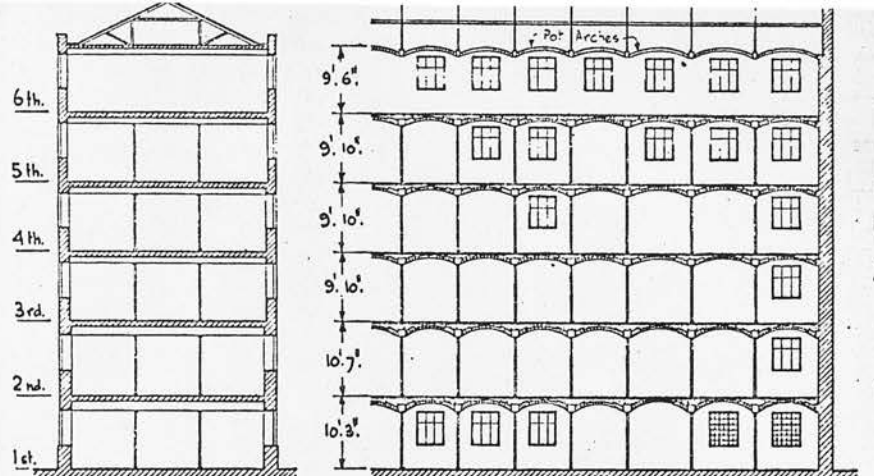 Pot Arches
6th.
9'.6".
5th.
9'.10".
4th.
9'.10".
3rd.
9'.10".
2nd.
10'.7".
1st.
10'.3".